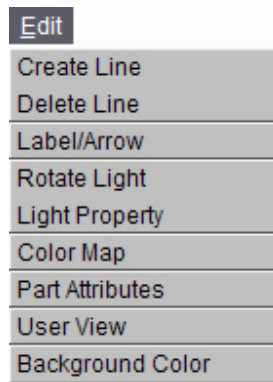 Edit
Create Line
Delete Line
Label/Arrow
Rotate Light
Light Property
Color Map
Part Attributes
User View
Background Color